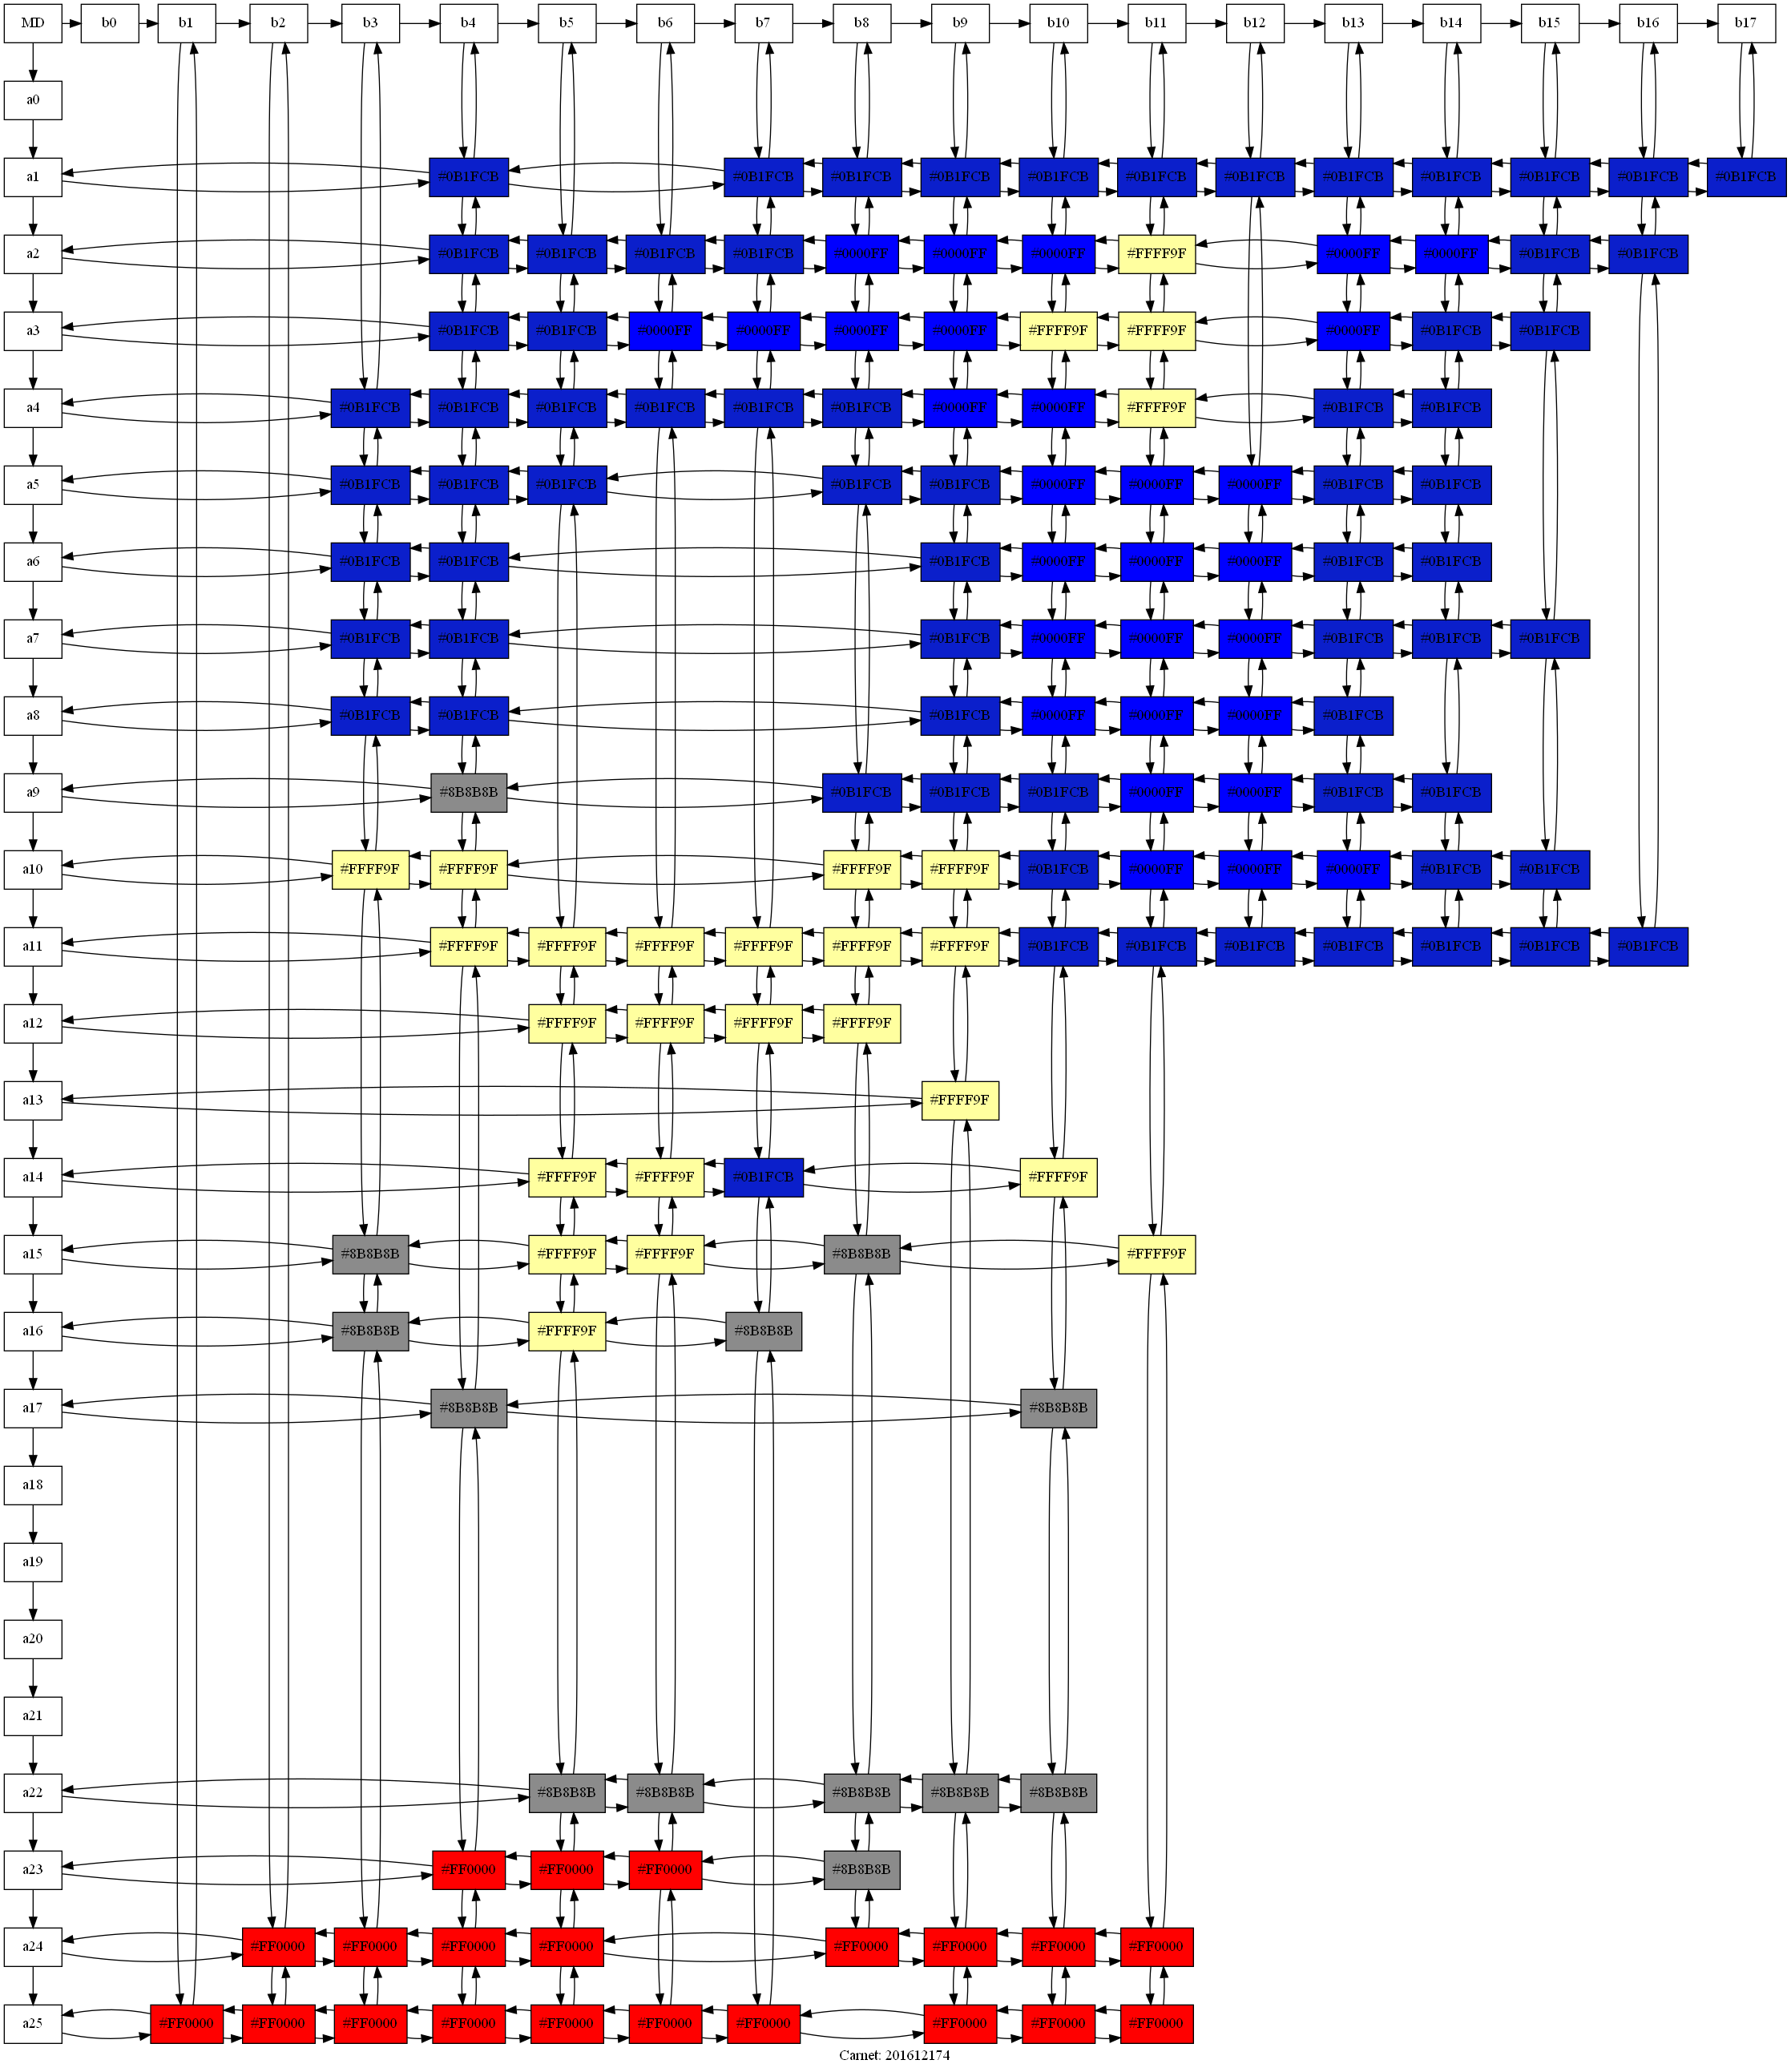 MD b0 b1 b2 b3 b4 b5 b6 b7 b8 b9 b10 b11 b12 b13 b14 b15 b16 b17
a0
a1 #0B1FCB #0B1FCB #0B1FCB #0B1FCB #0B1FCB #0B1FCB #0B1FCB #0B1FCB #0B1FCB #0B1FCB #0B1FCB #0B1FCB
a2 #0B1FCB #0B1FCB #0B1FCB #0B1FCB #0000FF #0000FF #0000FF #FFFF9F #0000FF #0000FF #0B1FCB #0B1FCB
a3 #0B1FCB #0B1FCB #0000FF #0000FF #0000FF #0000FF #FFFF9F #FFFF9F #0000FF #0B1FCB #0B1FCB
a4 #0B1FCB #0B1FCB #0B1FCB #0B1FCB #0B1FCB #0B1FCB #0000FF #0000FF #FFFF9F #0B1FCB #0B1FCB
a5 #0B1FCB #0B1FCB #0B1FCB #0B1FCB #0B1FCB #0000FF #0000FF #0000FF #0B1FCB #0B1FCB
a6 #0B1FCB #0B1FCB #0B1FCB #0000FF #0000FF #0000FF #0B1FCB #0B1FCB
a7 #0B1FCB #0B1FCB #0B1FCB #0000FF #0000FF #0000FF #0B1FCB #0B1FCB #0B1FCB
a8 #0B1FCB #0B1FCB #0B1FCB #0000FF #0000FF #0000FF #0B1FCB
a9 #8B8B8B #0B1FCB #0B1FCB #0B1FCB #0000FF #0000FF #0B1FCB #0B1FCB
a10 #FFFF9F #FFFF9F #FFFF9F #FFFF9F #0B1FCB #0000FF #0000FF #0000FF #0B1FCB #0B1FCB
a11 #FFFF9F #FFFF9F #FFFF9F #FFFF9F #FFFF9F #FFFF9F #0B1FCB #0B1FCB #0B1FCB #0B1FCB #0B1FCB #0B1FCB #0B1FCB
a12 #FFFF9F #FFFF9F #FFFF9F #FFFF9F
a13 #FFFF9F
a14 #FFFF9F #FFFF9F #0B1FCB #FFFF9F
a15 #8B8B8B #FFFF9F #FFFF9F #8B8B8B #FFFF9F
a16 #8B8B8B #FFFF9F #8B8B8B
a17 #8B8B8B #8B8B8B
a18
a19
a20
a21
a22 #8B8B8B #8B8B8B #8B8B8B #8B8B8B #8B8B8B
a23 #FF0000 #FF0000 #FF0000 #8B8B8B
a24 #FF0000 #FF0000 #FF0000 #FF0000 #FF0000 #FF0000 #FF0000 #FF0000
a25 #FF0000 #FF0000 #FF0000 #FF0000 #FF0000 #FF0000 #FF0000 #FF0000 #FF0000 #FF0000
Carnet: 201612174